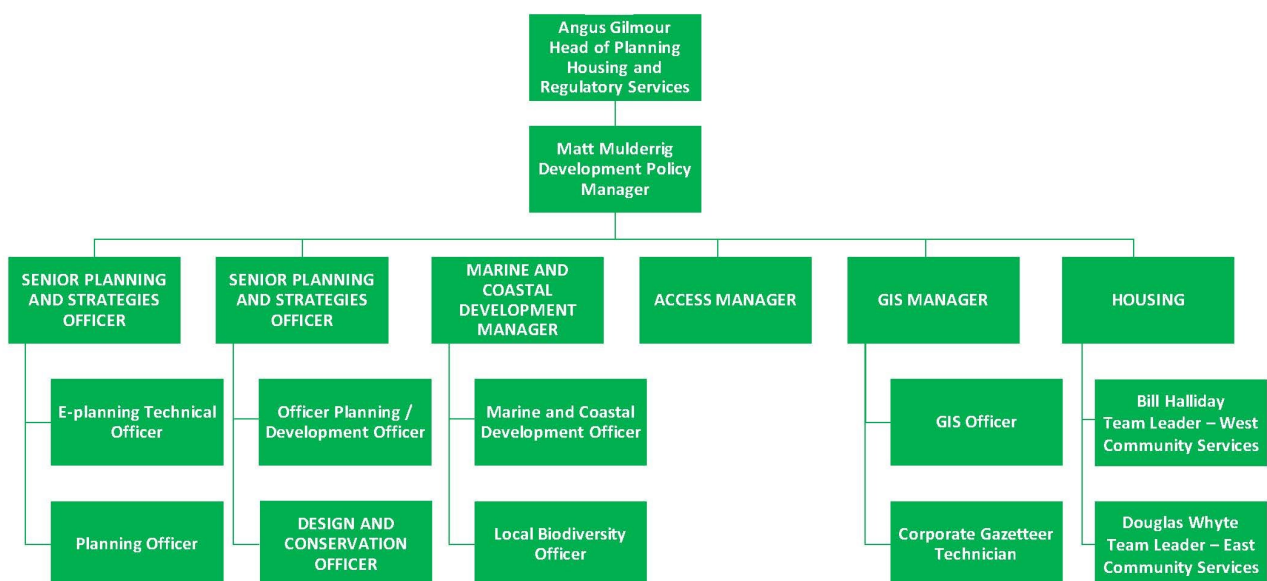 Angus Gilmour
Head of Planning
Housing and
Regulatory Services
Matt Mulderrig
Development Policy
Manager
SENIOR PLANNING
AND STRATEGIES
OFFICER
SENIOR PLANNING
AND STRATEGIES
OFFICER
MARINE AND
COASTAL
DEVELOPMENT
MANAGER
ACCESS MANAGER
GIS MANAGER
HOUSING
E-planning Technical
Officer
Officer Planning /
Development Officer
Marine and Coastal
Development Officer
GIS Officer
Bill Halliday
Team Leader – West
Community Services
Planning Officer
DESIGN AND
CONSERVATION
OFFICER
Local Biodiversity
Officer
Corporate Gazetteer
Technician
Douglas Whyte
Team Leader – East
Community Services